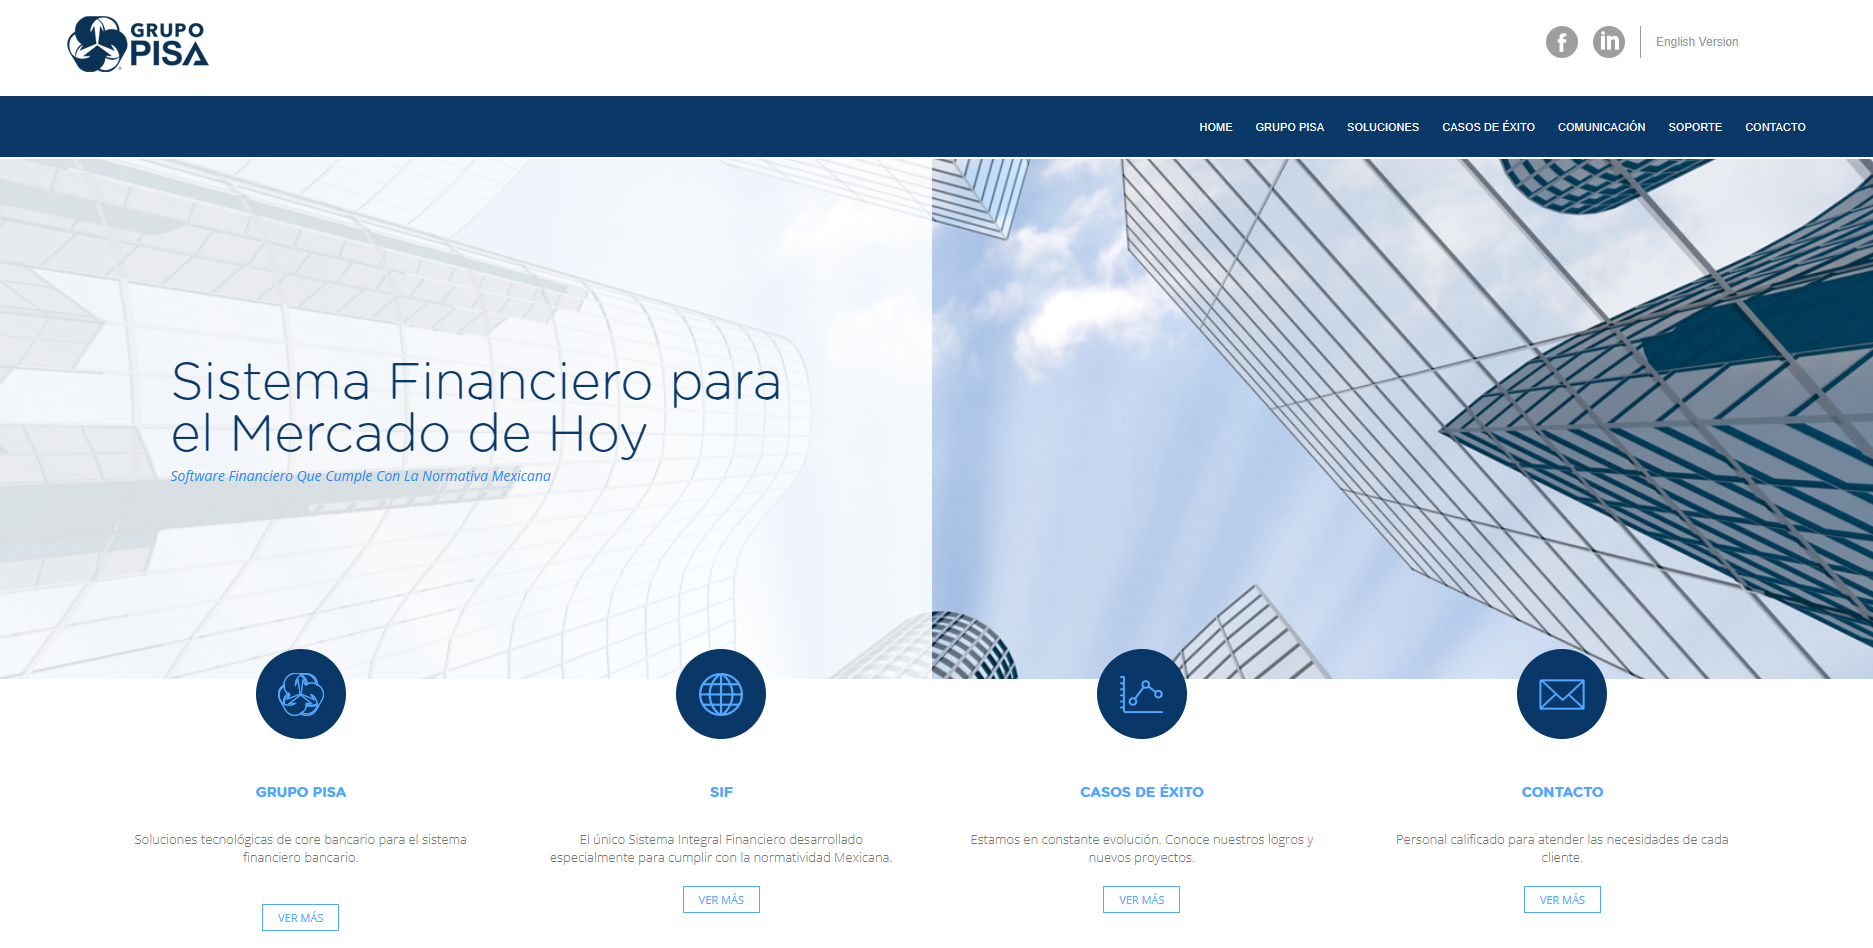 GRUPO
PISA
English Version
HOME GRUPO PISA SOLUCIONES CASOS DE ÉXITO COMUNICACIÓN SOPORTE CONTACTO
Sistema Financiero para
el Mercado de Hoy
Software Financiero Que Cumple Con La Normativa Mexicana
GRUPO PISA
Soluciones tecnológicas de core bancario para el sistema
financiero bancario.
VER MÁS
SIF
El único Sistema Integral Financiero desarrollado
especialmente para cumplir con la normatividad Mexicana.
VER MÁS
CASOS DE ÉXITO
Estamos en constante evolución. Conoce nuestros logros y
nuevos proyectos.
VER MÁS
CONTACTO
Personal calificado para atender las necesidades de cada
cliente.
VER MÁS